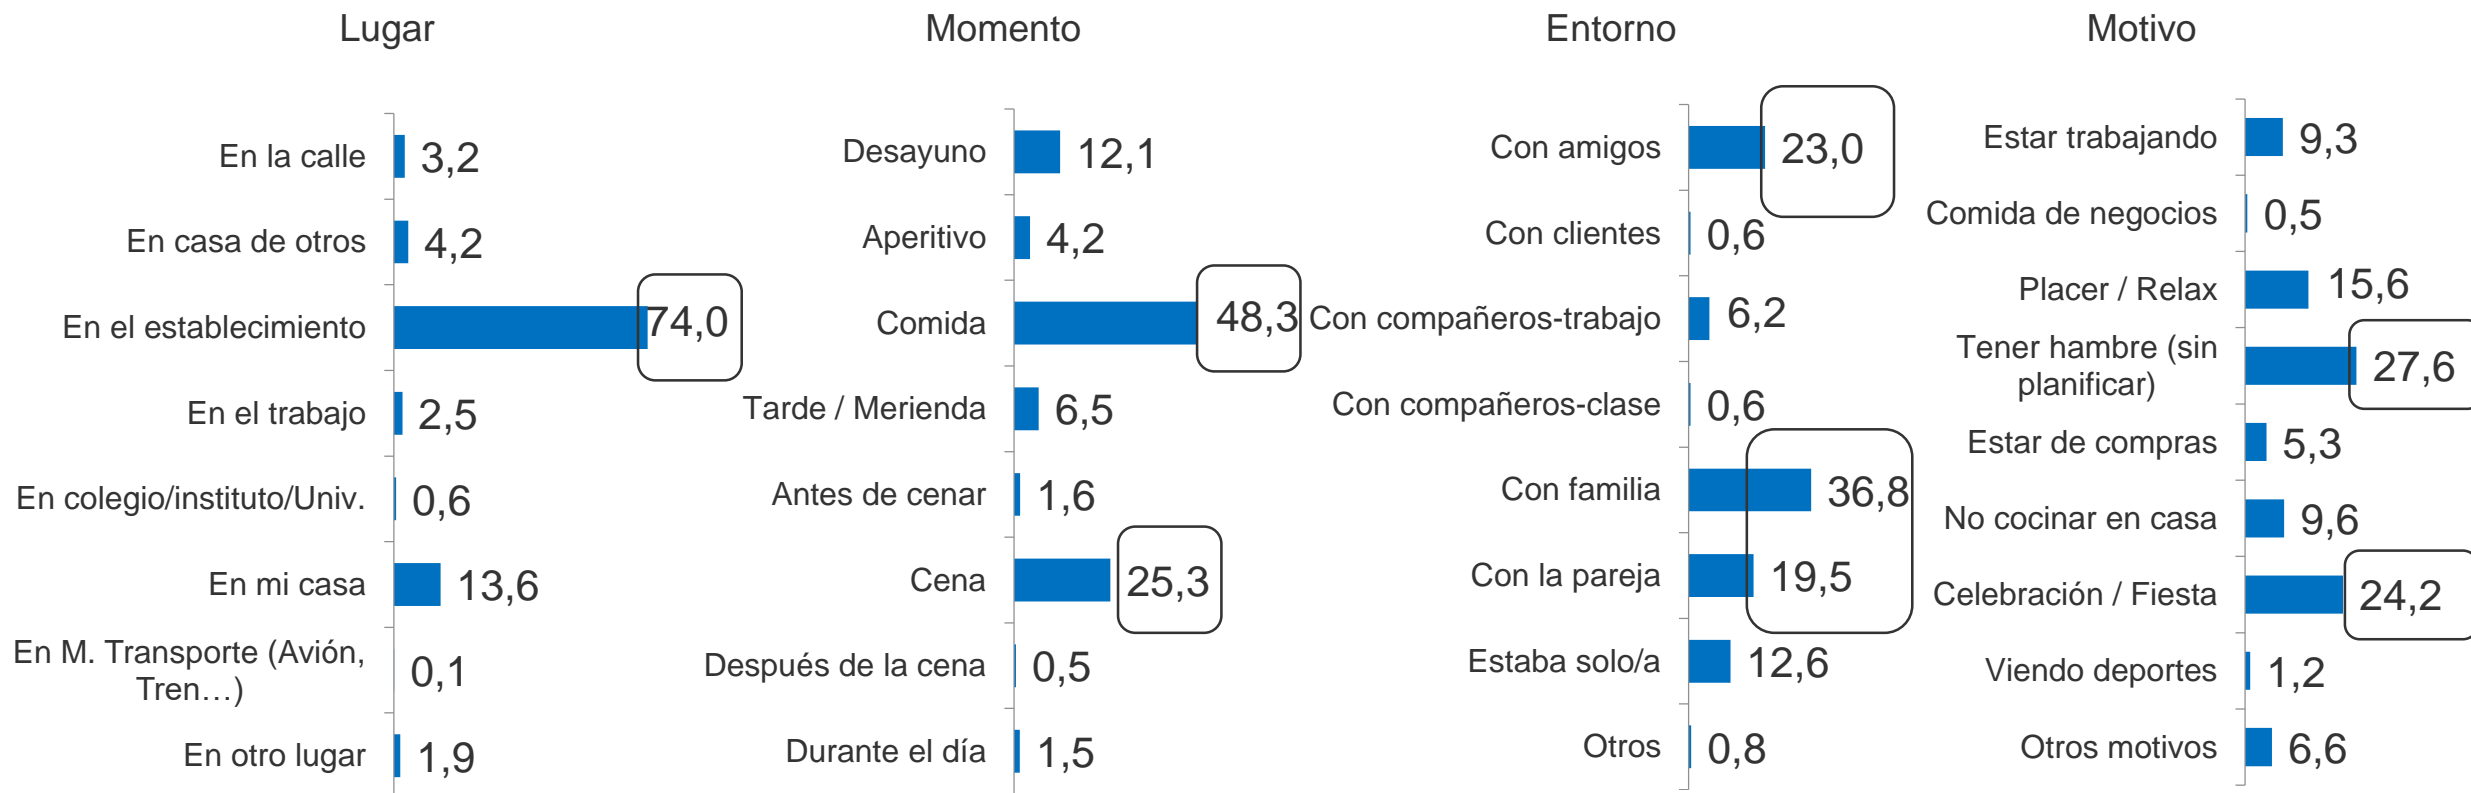 Lugar
En la calle 3,2
En casa de otros 4,2
En el establecimiento 74,0
En el trabajo 2,5
En colegio/instituto/Univ. 0,6
En mi casa 13,6
En M. Transporte (Avión,
Tren…) 0,1
En otro lugar 1,9
Momento
Desayuno 12,1
Aperitivo 4,2
Comida 48,3
Tarde / Merienda 6,5
Antes de cenar 1,6
Cena 25,3
Después de la cena 0,5
Durante el día 1,5
Entorno
Con amigos 23,0
Con clientes 0,6
Con compañeros-trabajo 6,2
Con compañeros-clase 0,6
Con familia 36,8
Con la pareja 19,5
Estaba solo/a 12,6
Otros 0,8
Motivo
Estar trabajando 9,3
Comida de negocios 0,5
Placer / Relax 15,6
Tener hambre (sin
planificar) 27,6
Estar de compras 5,3
No cocinar en casa 9,6
Celebración / Fiesta 24,2
Viendo deportes 1,2
Otros motivos 6,6